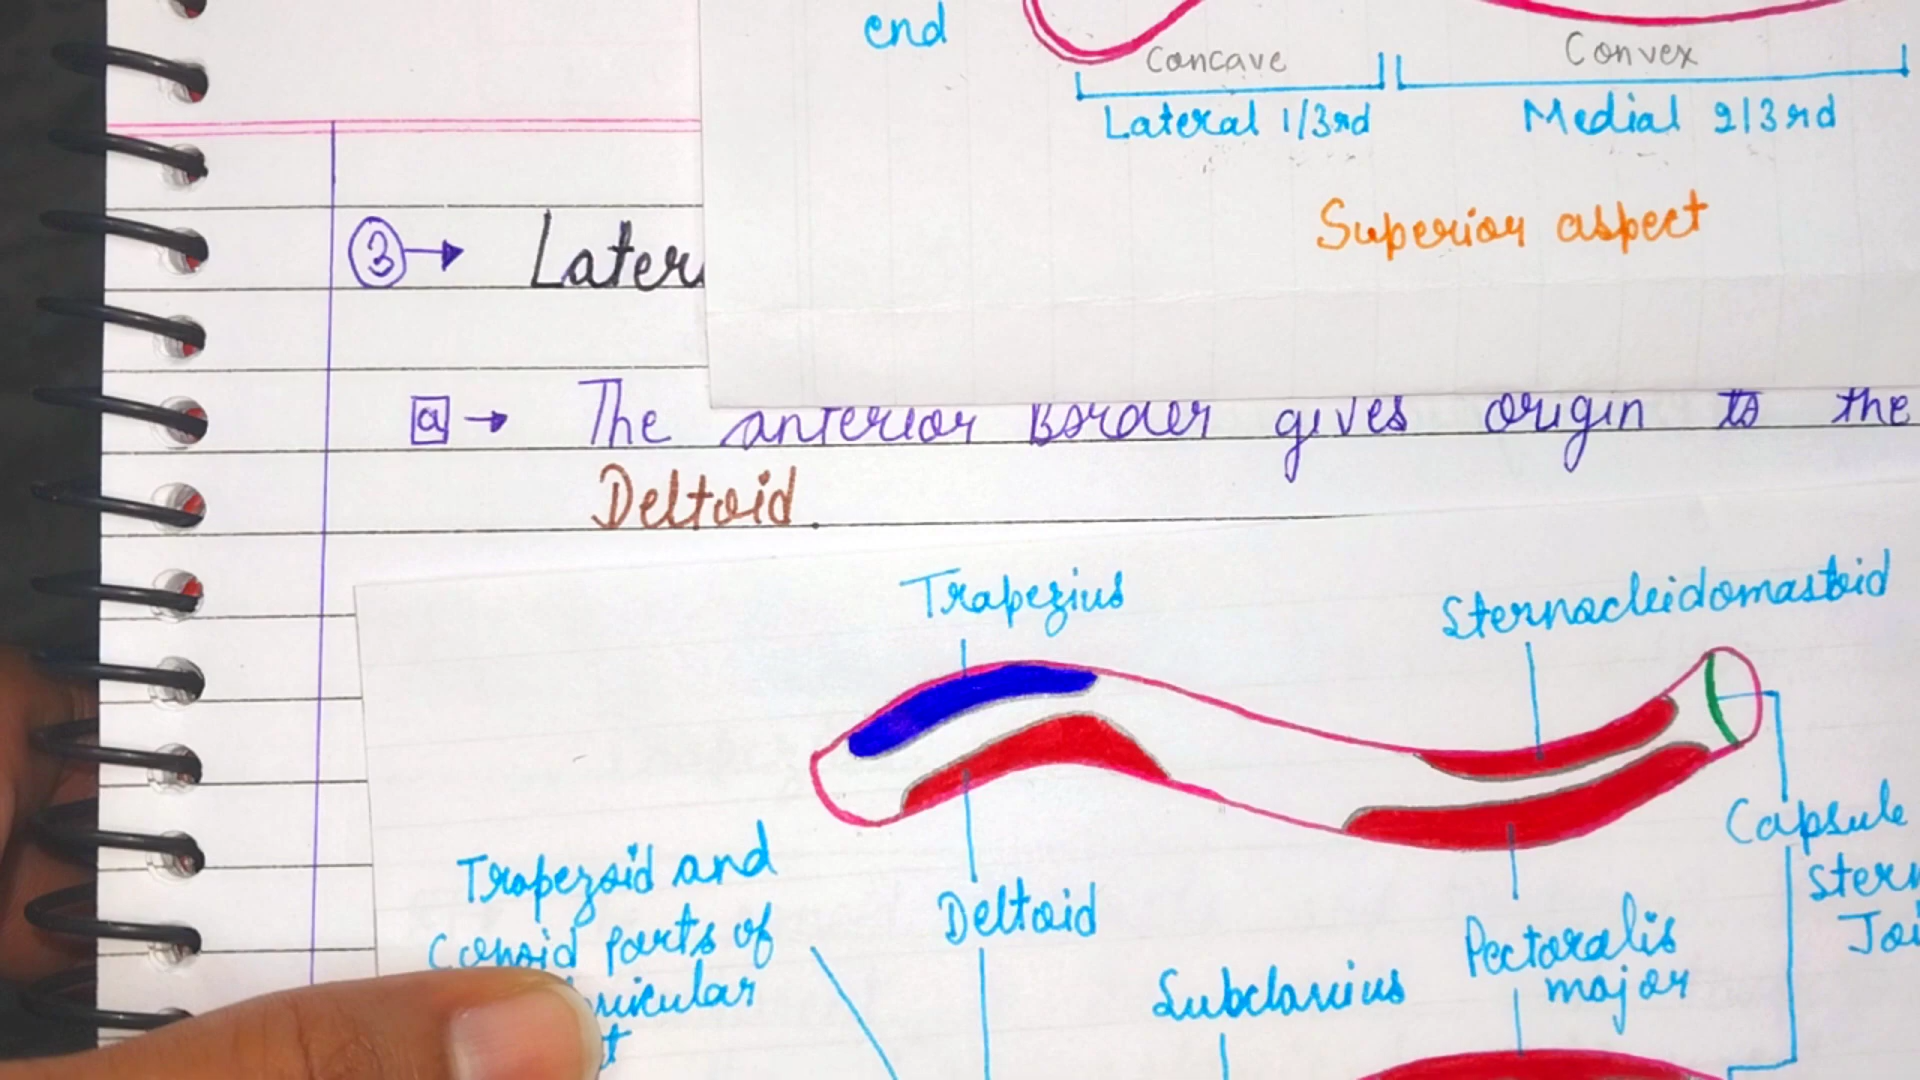 end
Concave
Convex
Lateral 1/3rd
Medial 2/3rd
Superior aspect
3 → Later
a → The anterior Border gives origin to the
Deltoid.
Trapezius
Sternocleidomastoid
Capsule
Trapezoid and
Conoid parts of
Deltoid
Pectoralis
major
Subclavius